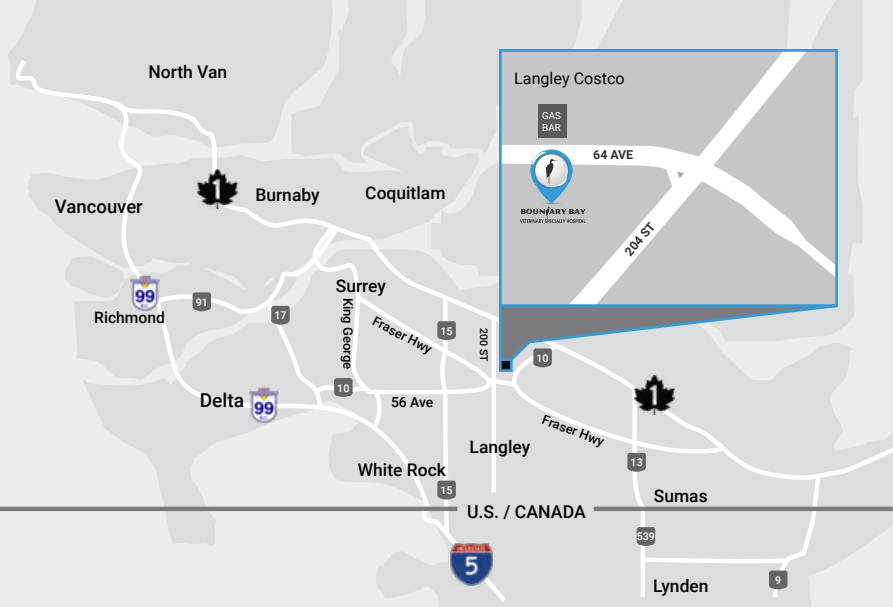 North Van
Langley Costco
GAS
BAR
64 AVE
BOUNDARY BAY
VETERINARY SPECIALTY HOSPITAL
204 ST
1
Burnaby
Coquitlam
Vancouver
99
Richmond
91
17
Surrey
King George
Fraser Hwy
15
200 ST
10
10
56 Ave
Delta
99
1
Fraser Hwy
Langley
White Rock
15
13
Sumas
U.S. / CANADA
539
INTERSTATE
5
Lynden
9